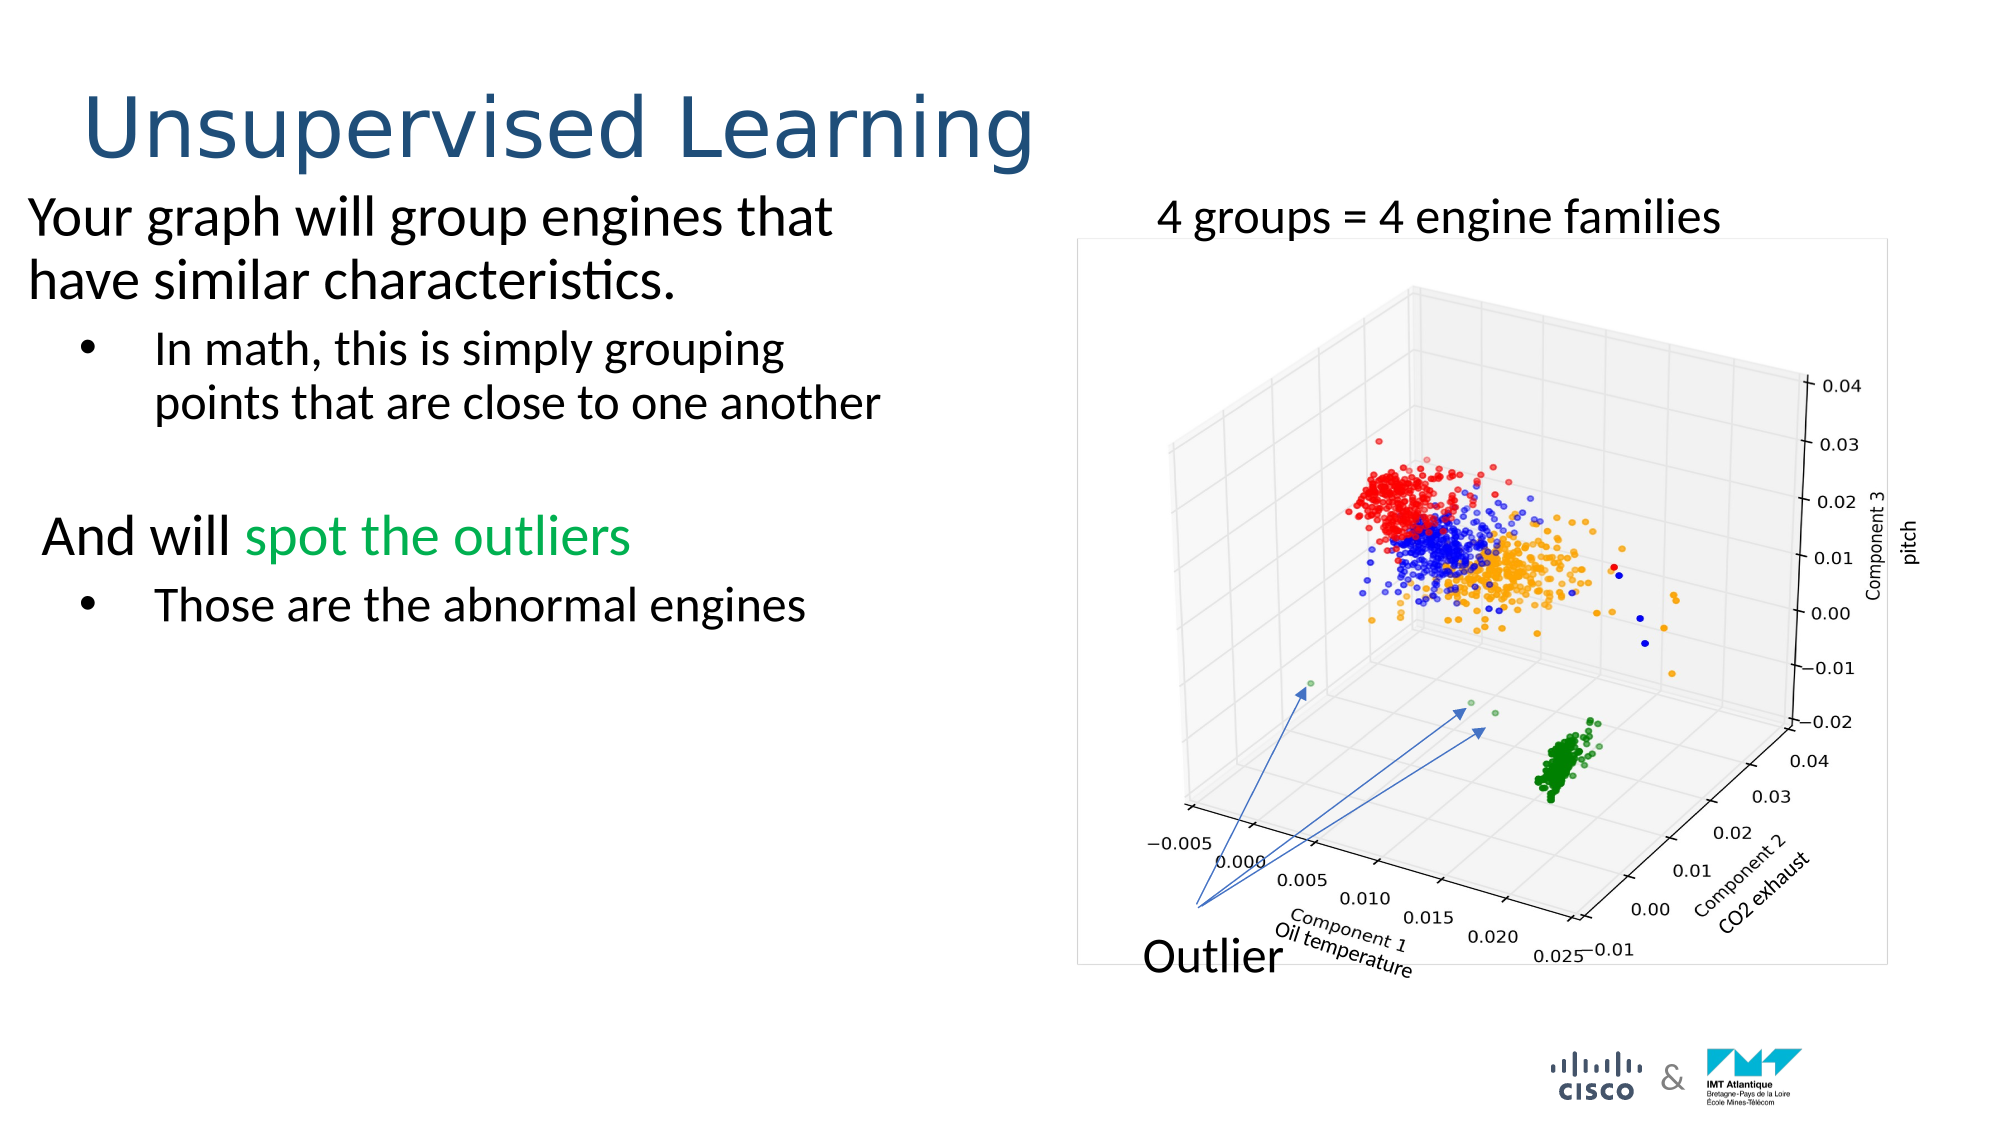 Unsupervised Learning
Your graph will group engines that
have similar characteristics.
• In math, this is simply grouping
points that are close to one another
And will spot the outliers
• Those are the abnormal engines
4 groups = 4 engine families
0.04
0.03
0.02
0.01
0.00
−0.01
−0.02
Component 3
pitch
0.04
0.03
0.02
0.01
0.00
−0.01
Component 2
CO2 exhaust
−0.005
0.000
0.005
0.010
0.015
0.020
0.025
Component 1
Oil temperature
Outlier
CISCO
&
IMT Atlantique
Bretagne-Pays de la Loire
École Mines-Télécom